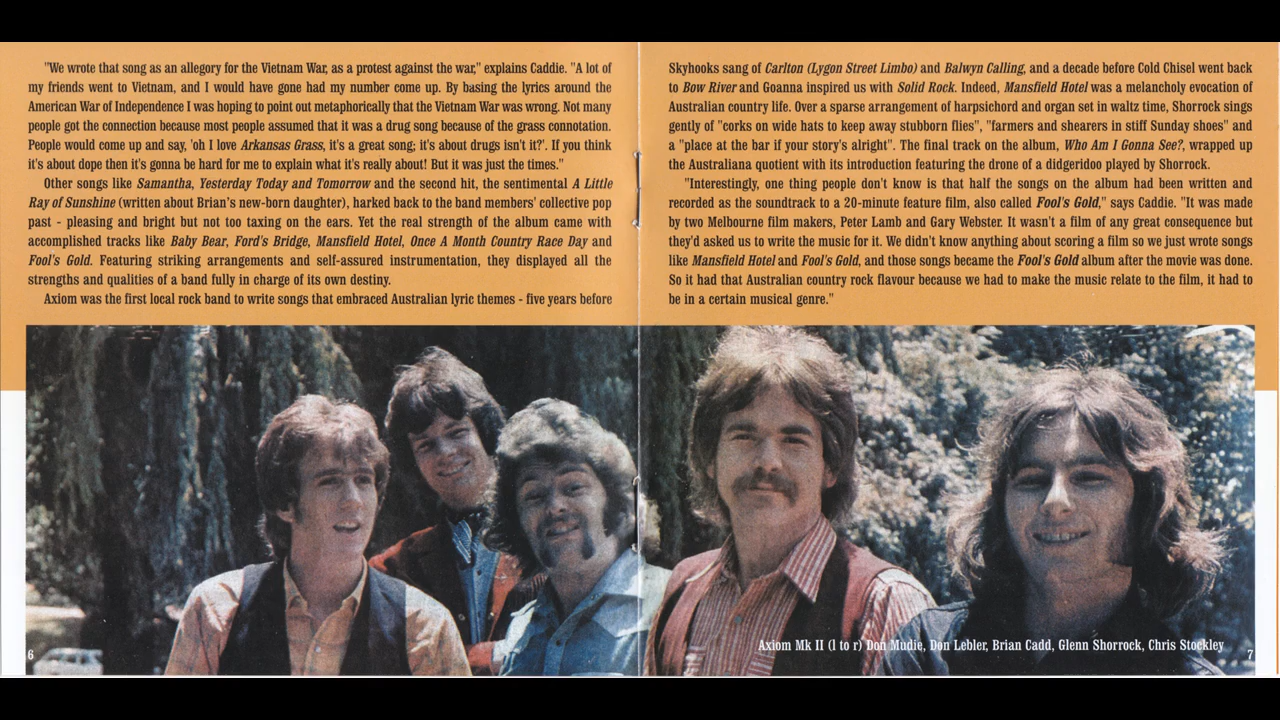 "We wrote that song as an allegory for the Vietnam War, as a protest against the war," explains Caddie. "A lot of
my friends went to Vietnam, and I would have gone had my number come up. By basing the lyrics around the
American War of Independence I was hoping to point out metaphorically that the Vietnam War was wrong. Not many
people got the connection because most people assumed that it was a drug song because of the grass connotation.
People would come up and say, 'oh I love Arkansas Grass, it's a great song; it's about drugs isn't it?'. If you think
it's about dope then it's gonna be hard for me to explain what it's really about! But it was just the times."
Other songs like Samantha, Yesterday Today and Tomorrow and the second hit, the sentimental A Little
Ray of Sunshine (written about Brian's new-born daughter), harked back to the band members' collective pop
past - pleasing and bright but not too taxing on the ears. Yet the real strength of the album came with
accomplished tracks like Baby Bear, Ford's Bridge, Mansfield Hotel, Once A Month Country Race Day and
Fool's Gold. Featuring striking arrangements and self-assured instrumentation, they displayed all the
strengths and qualities of a band fully in charge of its own destiny.
Axiom was the first local rock band to write songs that embraced Australian lyric themes - five years before
6
Skyhooks sang of Carlton (Lygon Street Limbo) and Balwyn Calling, and a decade before Cold Chisel went back
to Bow River and Goanna inspired us with Solid Rock. Indeed, Mansfield Hotel was a melancholy evocation of
Australian country life. Over a sparse arrangement of harpsichord and organ set in waltz time, Shorrock sings
gently of "corks on wide hats to keep away stubborn flies", "farmers and shearers in stiff Sunday shoes" and
a "place at the bar if your story's alright". The final track on the album, Who Am I Gonna See?, wrapped up
the Australiana quotient with its introduction featuring the drone of a didgeridoo played by Shorrock.
"Interestingly, one thing people don't know is that half the songs on the album had been written and
recorded as the soundtrack to a 20-minute feature film, also called Fool's Gold," says Caddie. "It was made
by two Melbourne film makers, Peter Lamb and Gary Webster. It wasn't a film of any great consequence but
they'd asked us to write the music for it. We didn't know anything about scoring a film so we just wrote songs
like Mansfield Hotel and Fool's Gold, and those songs became the Fool's Gold album after the movie was done.
So it had that Australian country rock flavour because we had to make the music relate to the film, it had to
be in a certain musical genre."
Axiom Mk II (l to r) Don Mudie, Don Lebler, Brian Cadd, Glenn Shorrock, Chris Stockley
7